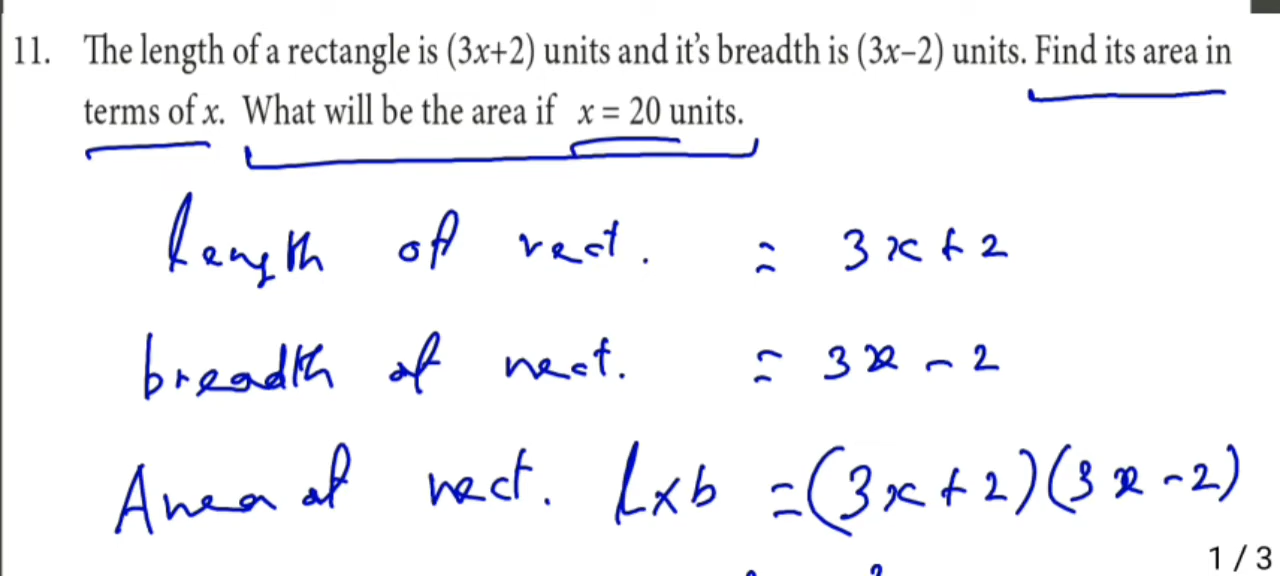 11. The length of a rectangle is (3x+2) units and it's breadth is (3x–2) units. Find its area in
terms of x. What will be the area if x = 20 units.
Length of rect. = 3x+2
breadth of rect. = 3x-2
Area of rect. L×b =(3x+2)(3x-2)
1/3